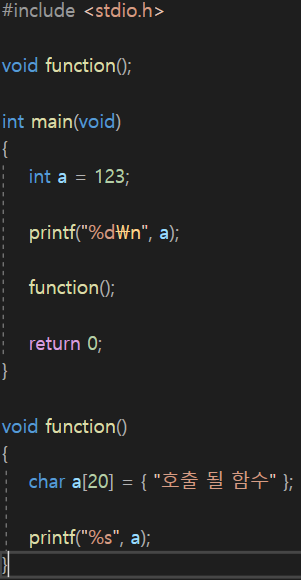 #include <stdio.h>
void function();
int main(void)
{
int a = 123;
printf("%d₩n", a);
function();
return 0;
}
void function()
{
char a[20] = { "호출 될 함수" };
printf("%s", a);
}